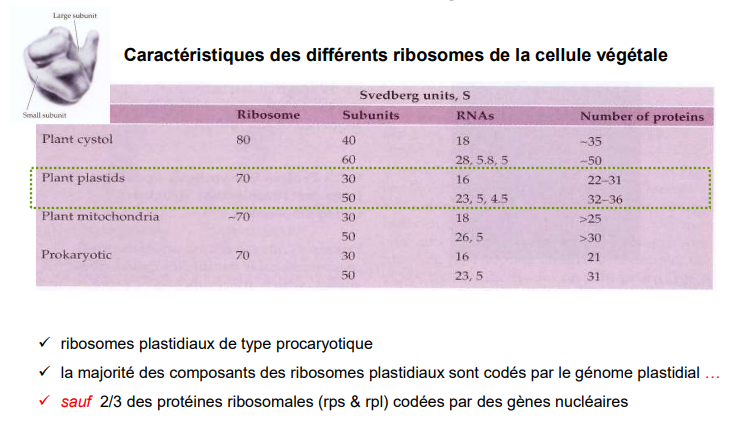 Large subunit
Caractéristiques des différents ribosomes de la cellule végétale
Small subunit
Svedberg units, S
Ribosome Subunits RNAs Number of proteins
Plant cystol 80 40 18 ~35
60 28, 5.8, 5 ~50
Plant plastids 70 30 16 22–31
50 23, 5, 4.5 32–36
Plant mitochondria ~70 30 18 >25
50 26, 5 >30
Prokaryotic 70 30 16 21
50 23, 5 31
✓ ribosomes plastidiaux de type procaryotique
✓ la majorité des composants des ribosomes plastidiaux sont codés par le génome plastidial …
✓ sauf 2/3 des protéines ribosomales (rps & rpl) codées par des gènes nucléaires